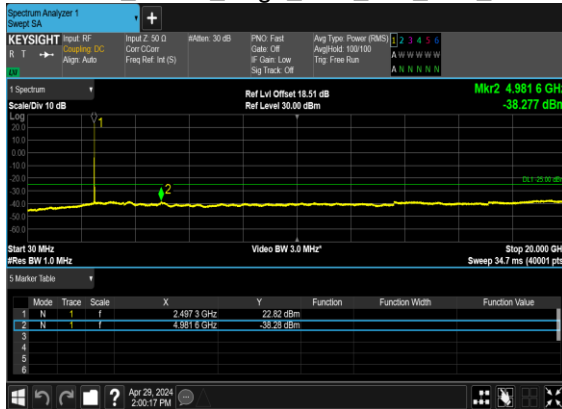 Spectrum Analyzer 1
Swept SA
+
KEYSIGHT Input: RF Input Z: 50 Ω #Atten: 30 dB PNO: Fast Avg Type: Power (RMS) 1 2 3 4 5 6
R T Coupling: DC Corr CCorr Gate: Off Avg|Hold: 100/100 A W W W W W
Align: Auto Freq Ref: Int (S) IF Gain: Low Trig: Free Run
Sig Track: Off A N N N N N
1 Spectrum Ref Lvl Offset 18.51 dB Mkr2 4.981 6 GHz
Scale/Div 10 dB Ref Level 30.00 dBm -38.277 dBm
Log
20.0
10.0
0.00
-10.0
-20.0
-30.0
-40.0
-50.0
-60.0
1
2
DL1 -25.00 dBm
Start 30 MHz Video BW 3.0 MHz* Stop 20.000 GHz
#Res BW 1.0 MHz Sweep 34.7 ms (40001 pts)
5 Marker Table
Mode Trace Scale X Y Function Function Width Function Value
1 N 1 f 2.497 3 GHz 22.82 dBm
2 N 1 f 4.981 6 GHz -38.28 dBm
3
4
5
6
? Apr 29, 2024
2:00:17 PM